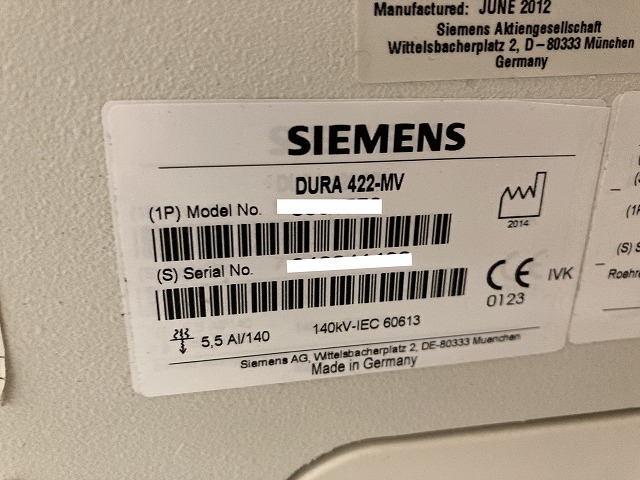 Manufactured: JUNE 2012
Siemens Aktiengesellschaft
Wittelsbacherplatz 2, D–80333 München
Germany
SIEMENS
DURA 422-MV
(1P) Model No.
2014
(S) Serial No.
CE IVK
0123
5,5 Al/140 140kV-IEC 60613
Siemens AG, Wittelsbacherplatz 2, DE-80333 Muenchen
Made in Germany
(1P
(S) S